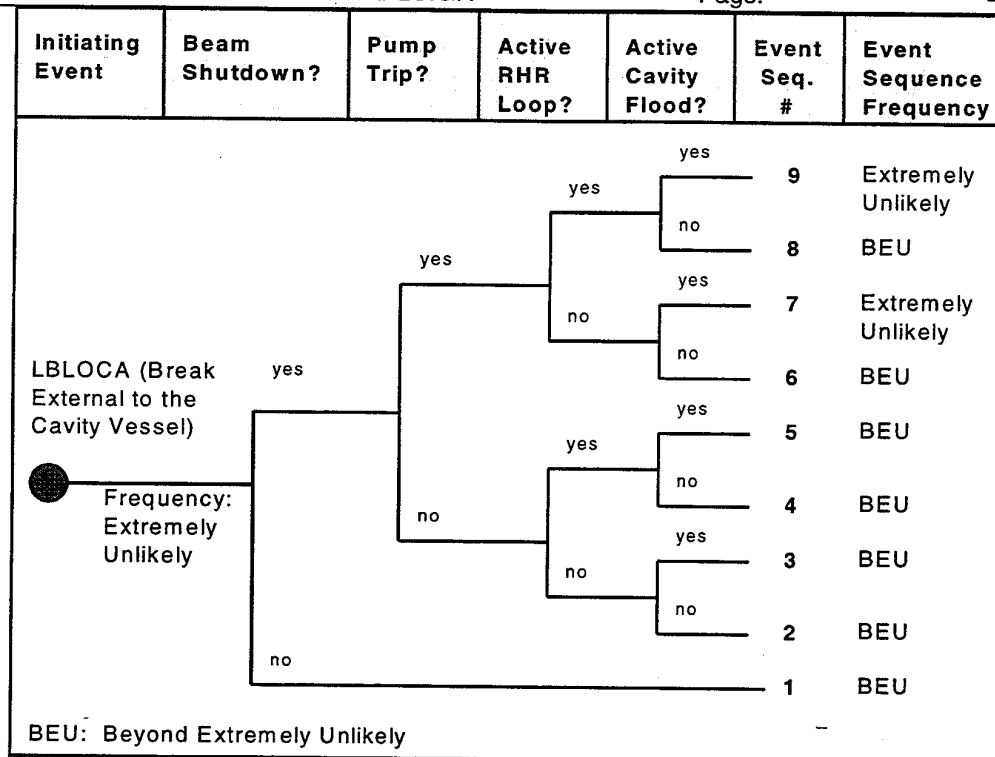 Page:
Initiating Event
Beam Shutdown?
Pump Trip?
Active RHR Loop?
Active Cavity Flood?
Event Seq. #
Event Sequence Frequency
yes
9 Extremely
yes
Unlikely
no
8 BEU
yes
yes
7 Extremely
no
Unlikely
no
LBLOCA (Break
yes
6 BEU
External to the
Cavity Vessel)
yes
5 BEU
yes
no
Frequency:
4 BEU
Extremely
no
Unlikely
yes
3 BEU
no
no
2 BEU
no
1 BEU
BEU: Beyond Extremely Unlikely